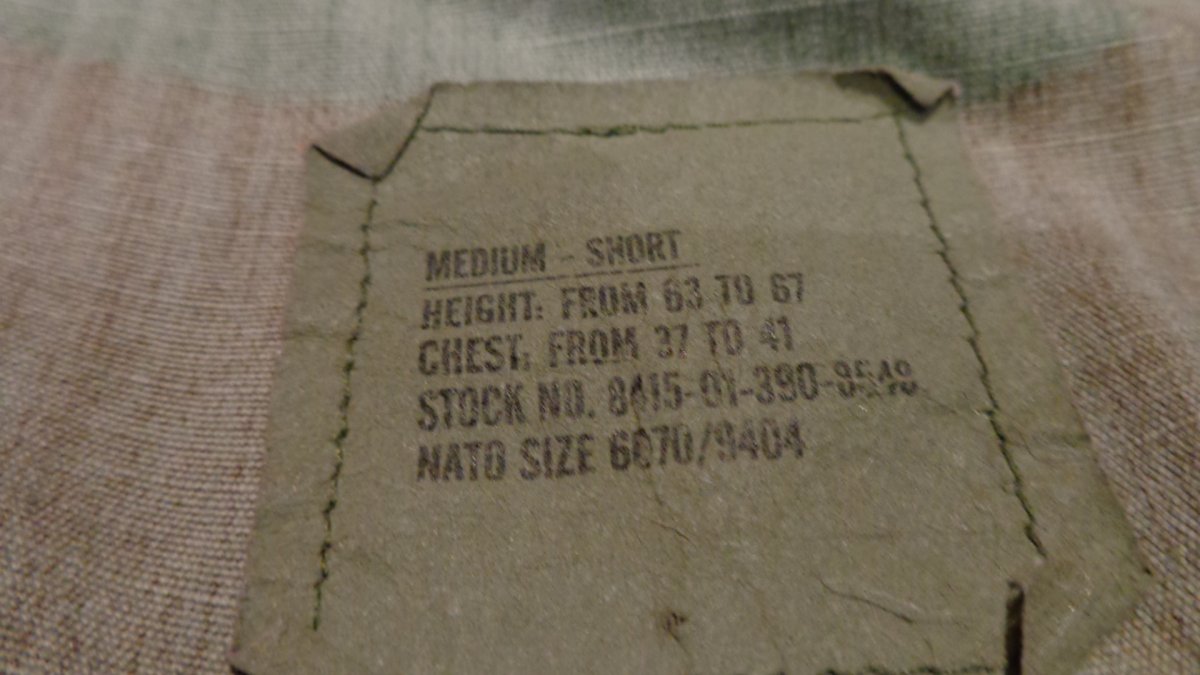 MEDIUM - SHORT
HEIGHT: FROM 63 TO 67
CHEST: FROM 37 TO 41
STOCK NO. 8415-01-390-8549
NATO SIZE 6070/9404